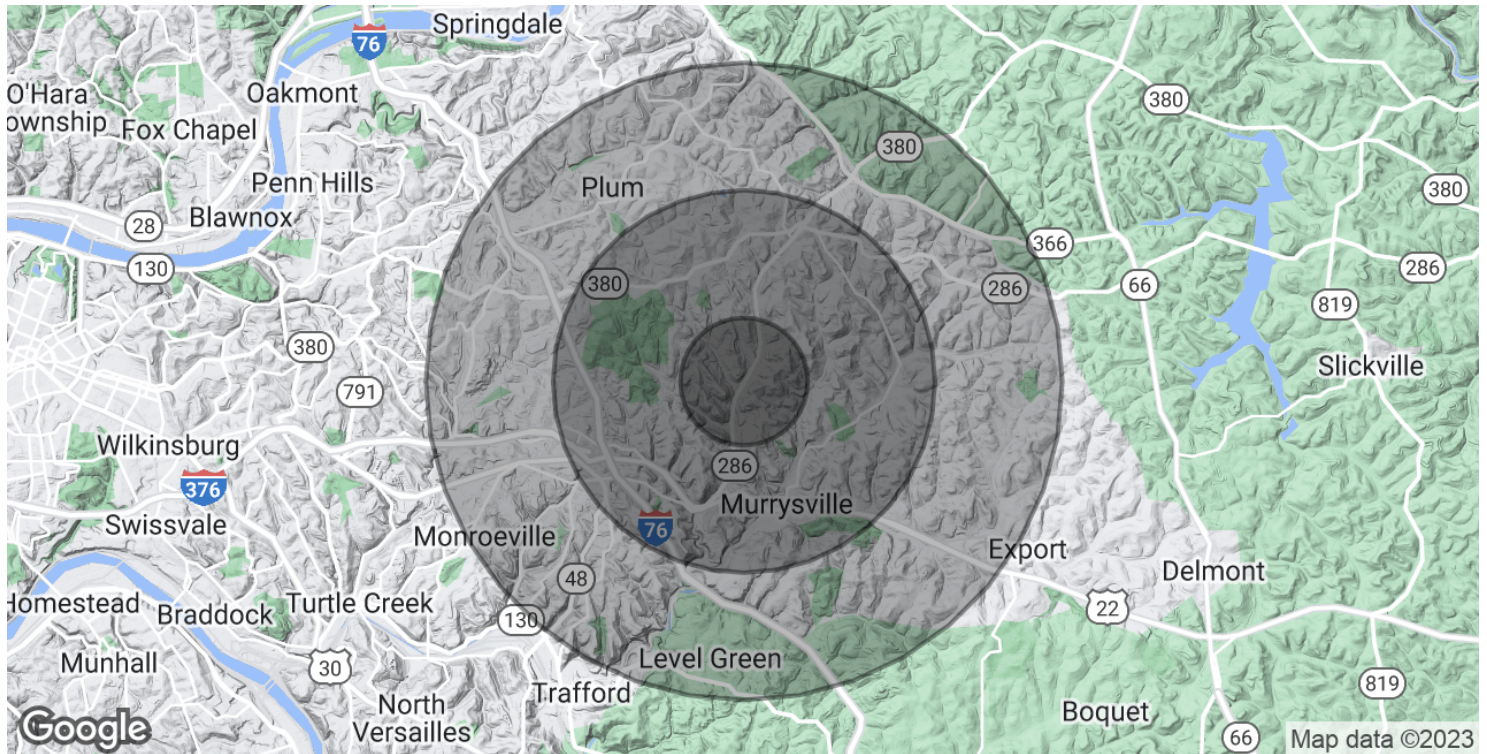 Springdale
76
O'Hara
ownship
Oakmont
Fox Chapel
380
380
Penn Hills
Plum
380
Blawnox
28
130
366
286
66
286
380
286
819
380
791
Slickville
Wilkinsburg
376
286
Swissvale
Murrysville
76
Monroeville
Export
Delmont
48
Homestead
Braddock
Turtle Creek
130
22
Munhall
30
Level Green
Trafford
819
North
Versailles
Boquet
66
Google
Map data ©2023